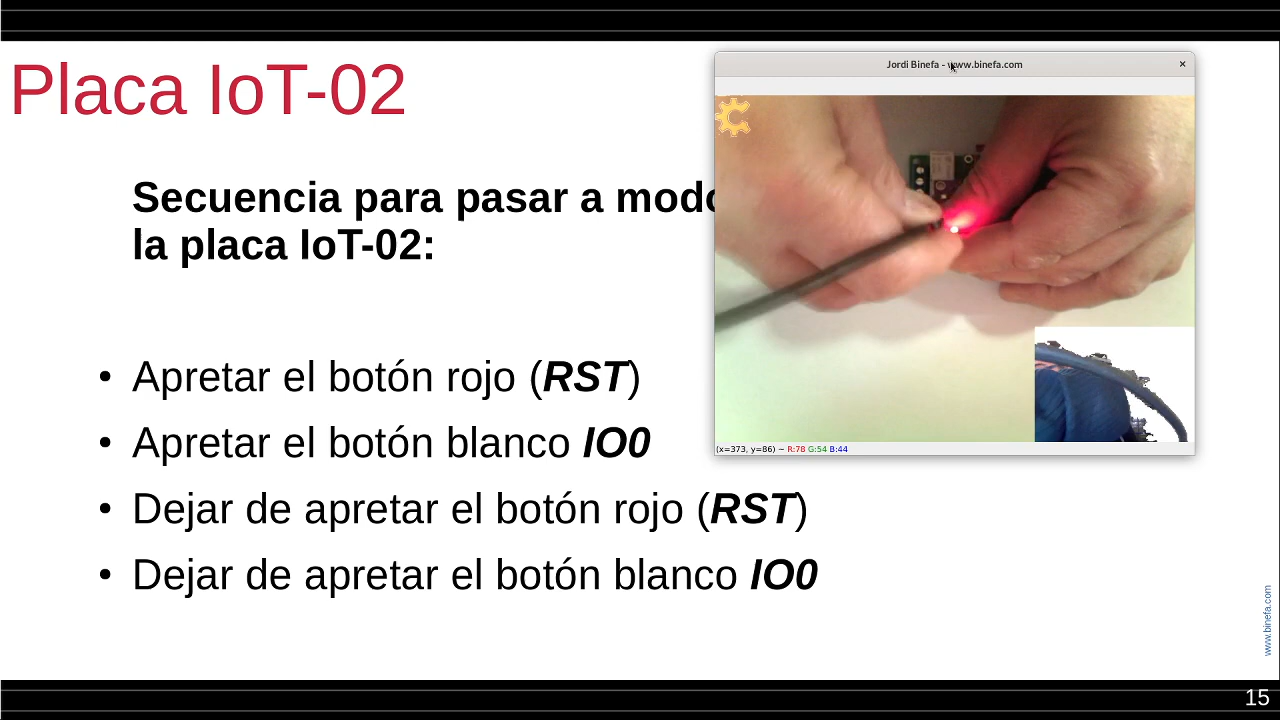 Placa IoT-02
Jordi Binefa - www.binefa.com
Secuencia para pasar a modo
la placa IoT-02:
• Apretar el botón rojo (RST)
• Apretar el botón blanco IO0
(x=373, y=86) ~ R:78 G:54 B:44
• Dejar de apretar el botón rojo (RST)
• Dejar de apretar el botón blanco IO0
www.binefa.com
15